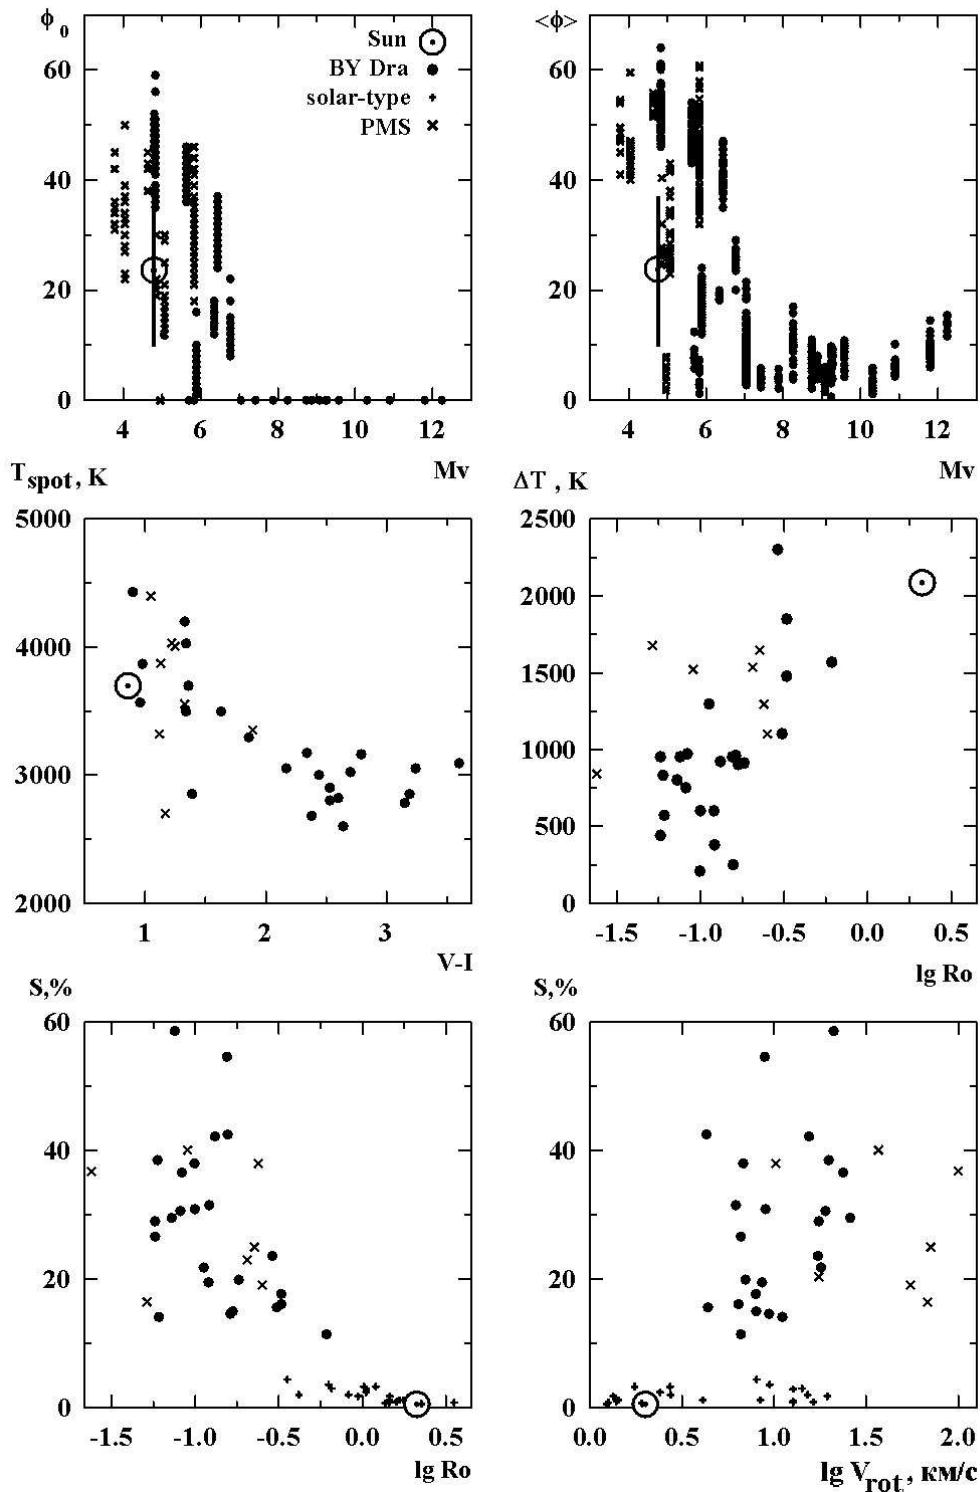 ϕ₀
<ϕ>
Sun
BY Dra
solar-type
PMS
60
40
20
0
4 6 8 10 12
Mv
60
40
20
0
4 6 8 10 12
Mv
T spot, K
ΔT , K
5000
4000
3000
2000
1 2 3
V-I
2500
2000
1500
1000
500
0
-1.5 -1.0 -0.5 0.0 0.5
lg Ro
S,%
S,%
60
40
20
0
-1.5 -1.0 -0.5 0.0 0.5
lg Ro
60
40
20
0
0.0 0.5 1.0 1.5 2.0
lg V rot, км/с